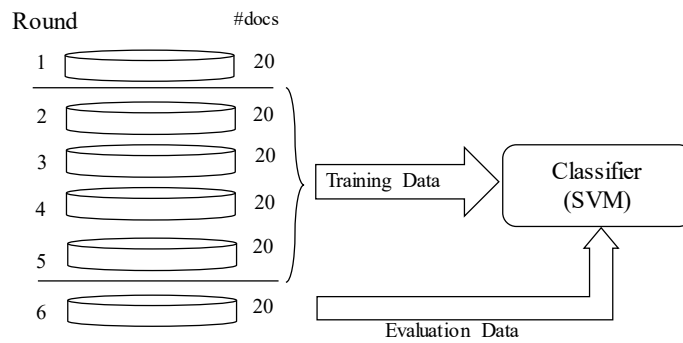 Round #docs
1 20
2 20
3 20
4 20
5 20
6 20
Training Data
Classifier
(SVM)
Evaluation Data